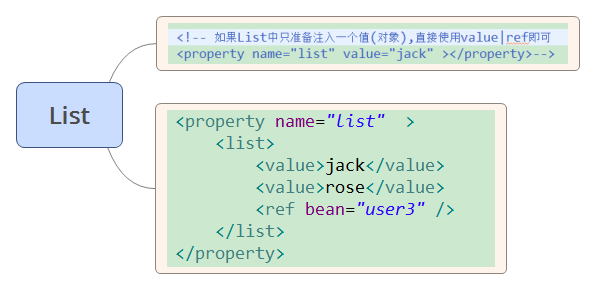 List
<!-- 如果List中只准备注入一个值(对象),直接使用value|ref即可
<property name="list" value="jack" ></property>-->
<property name="list"  >
    <list>
        <value>jack</value>
        <value>rose</value>
        <ref bean="user3" />
    </list>
</property>